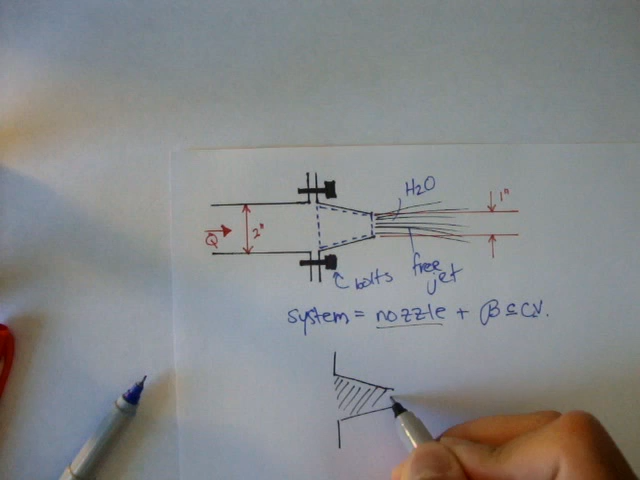 H2O
1"
Q
2"
bolts
free
jet
system = nozzle +